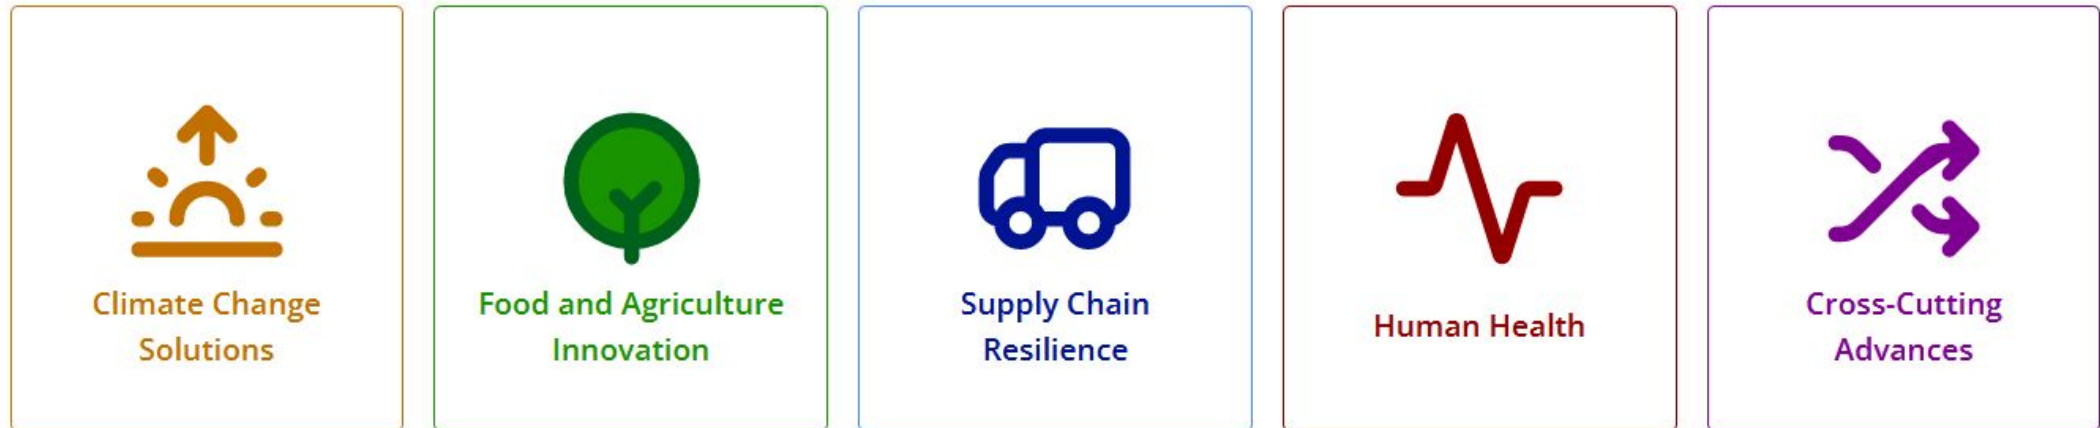 Climate Change
Solutions
Food and Agriculture
Innovation
Supply Chain
Resilience
Human Health
Cross-Cutting
Advances